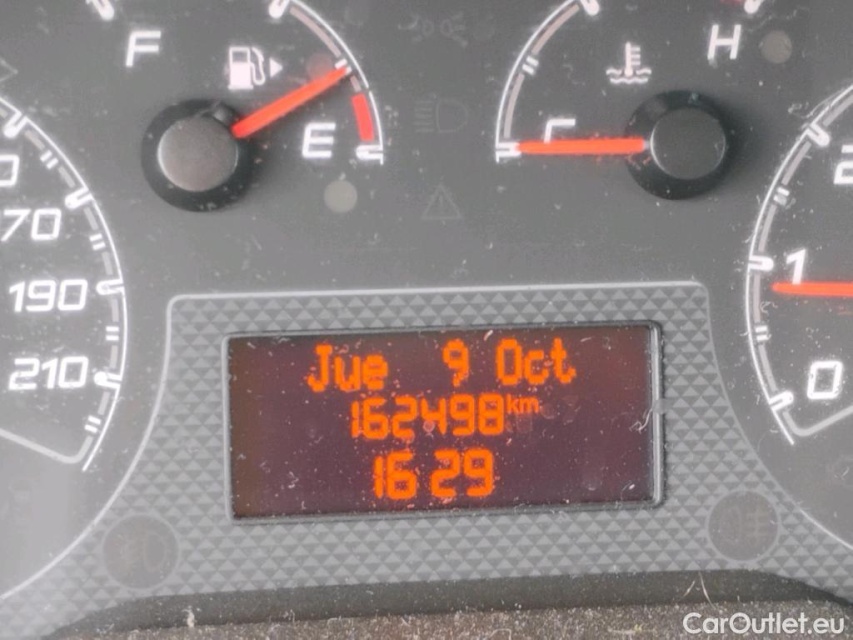 F
E
H
70
190
210
1
0
Jue 9 Oct
162498 km
16 29
CarOutlet.eu